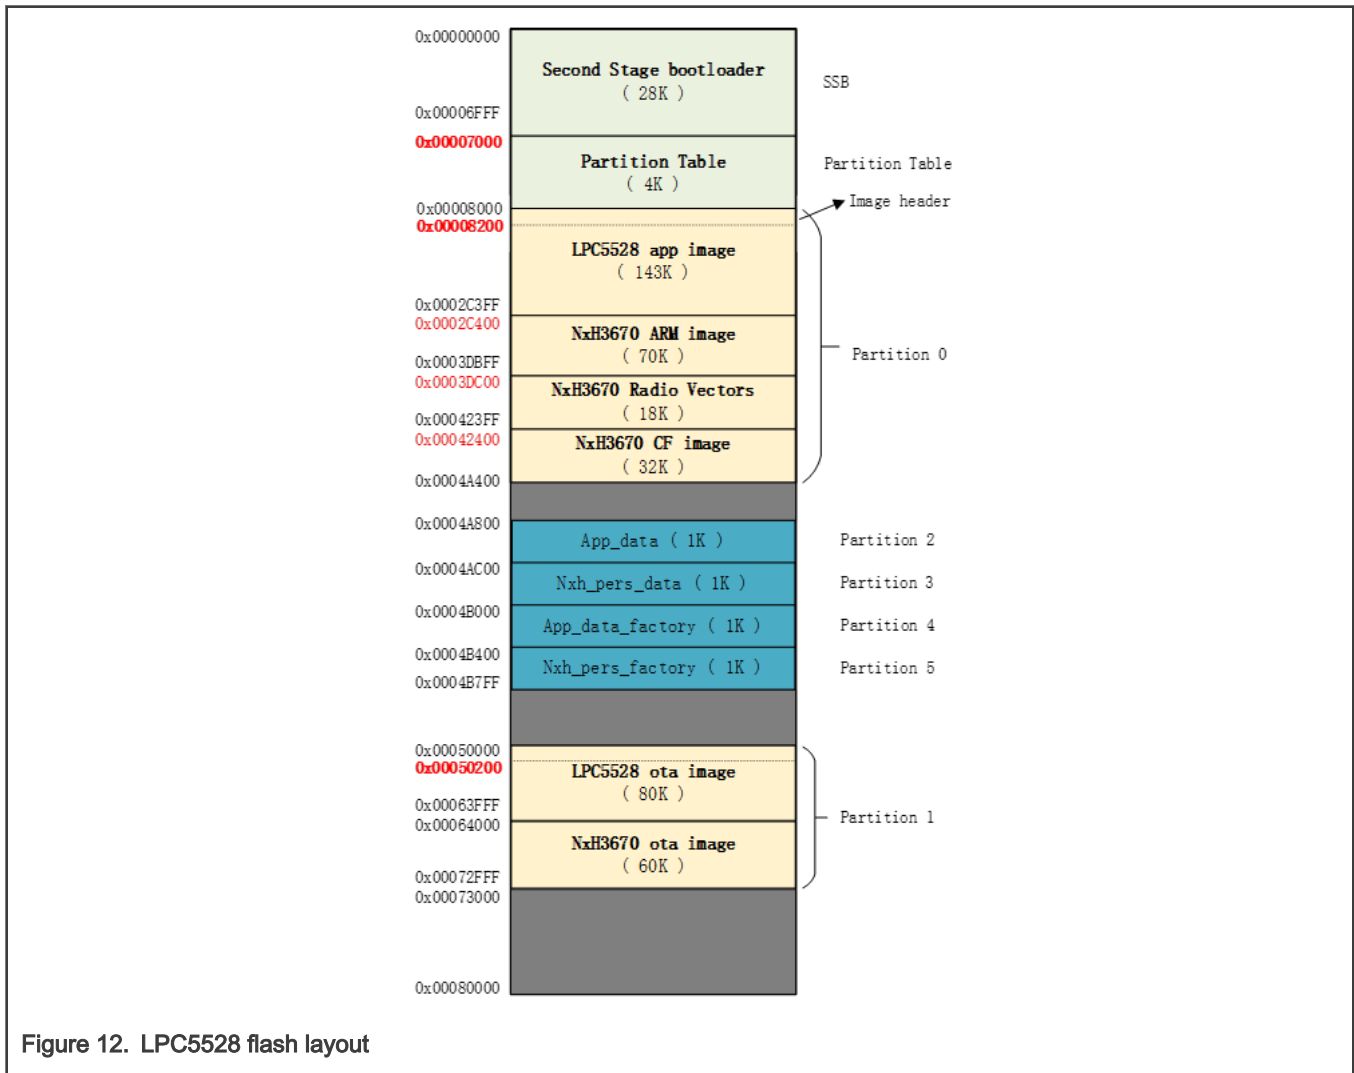 0x00000000
Second Stage bootloader
( 28K )
SSB
0x00006FFF
0x00007000
Partition Table
( 4K )
Partition Table
0x00008000
Image header
0x00008200
LPC5528 app image
( 143K )
0x0002C3FF
0x0002C400
NxH3670 ARM image
( 70K )
0x0003DBFF
Partition 0
0x0003DC00
NxH3670 Radio Vectors
( 18K )
0x000423FF
0x00042400
NxH3670 CF image
( 32K )
0x0004A400
0x0004A800
App_data ( 1K )
Partition 2
0x0004AC00
Nxh_pers_data ( 1K )
Partition 3
0x0004B000
App_data_factory ( 1K )
Partition 4
0x0004B400
Nxh_pers_factory ( 1K )
Partition 5
0x0004B7FF
0x00050000
0x00050200
LPC5528 ota image
( 80K )
0x00063FFF
Partition 1
0x00064000
NxH3670 ota image
( 60K )
0x00072FFF
0x00073000
0x00080000
Figure 12. LPC5528 flash layout